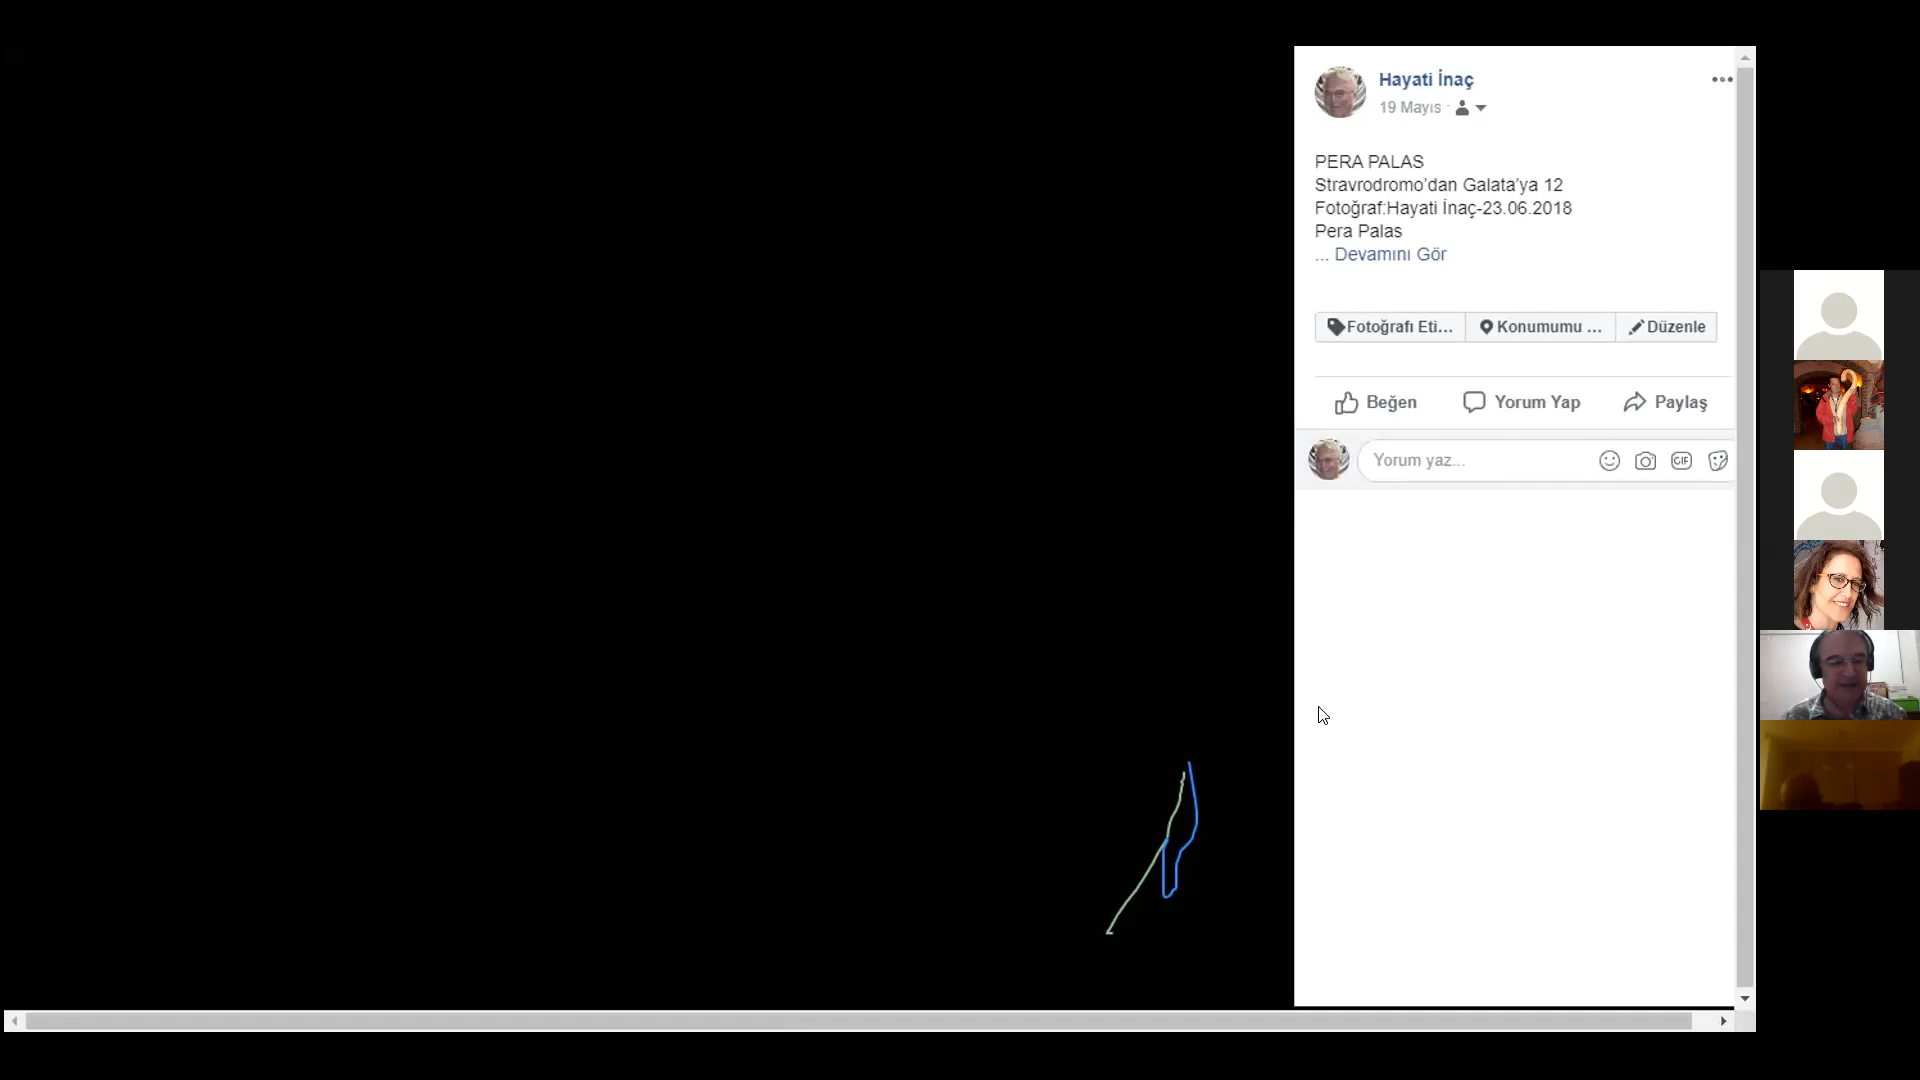 Hayati İnaç
19 Mayıs ·
PERA PALAS
Stravrodromo’dan Galata’ya 12
Fotoğraf:Hayati İnaç-23.06.2018
Pera Palas
... Devamını Gör
Fotoğrafı Eti... Konumumu ... Düzenle
Beğen Yorum Yap Paylaş
Yorum yaz... GIF